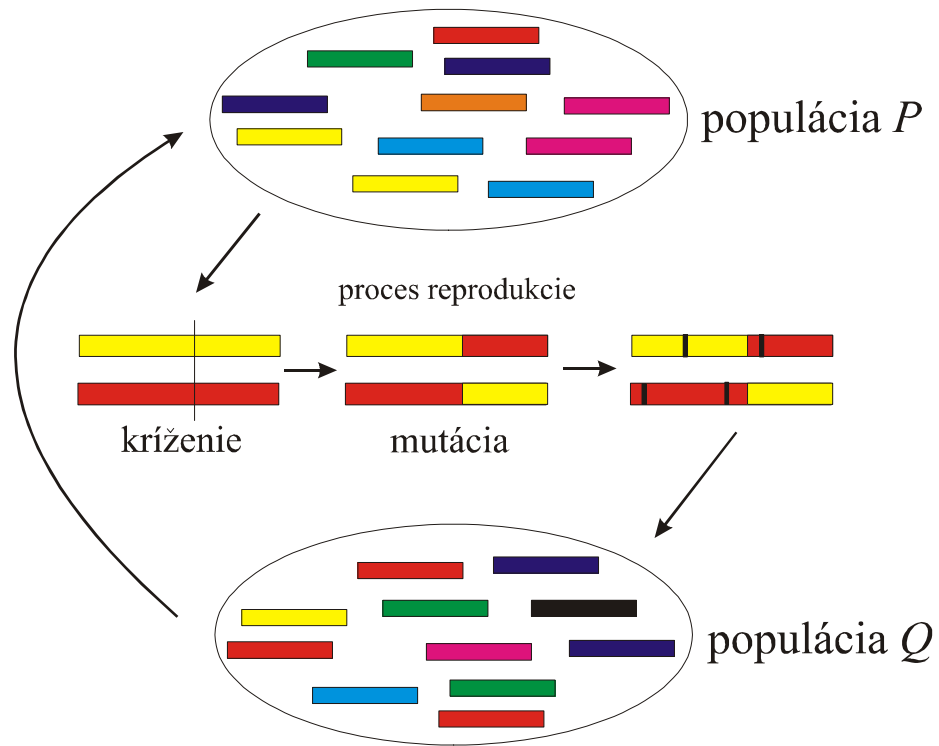 populácia P
proces reprodukcie
kríženie
mutácia
populácia Q